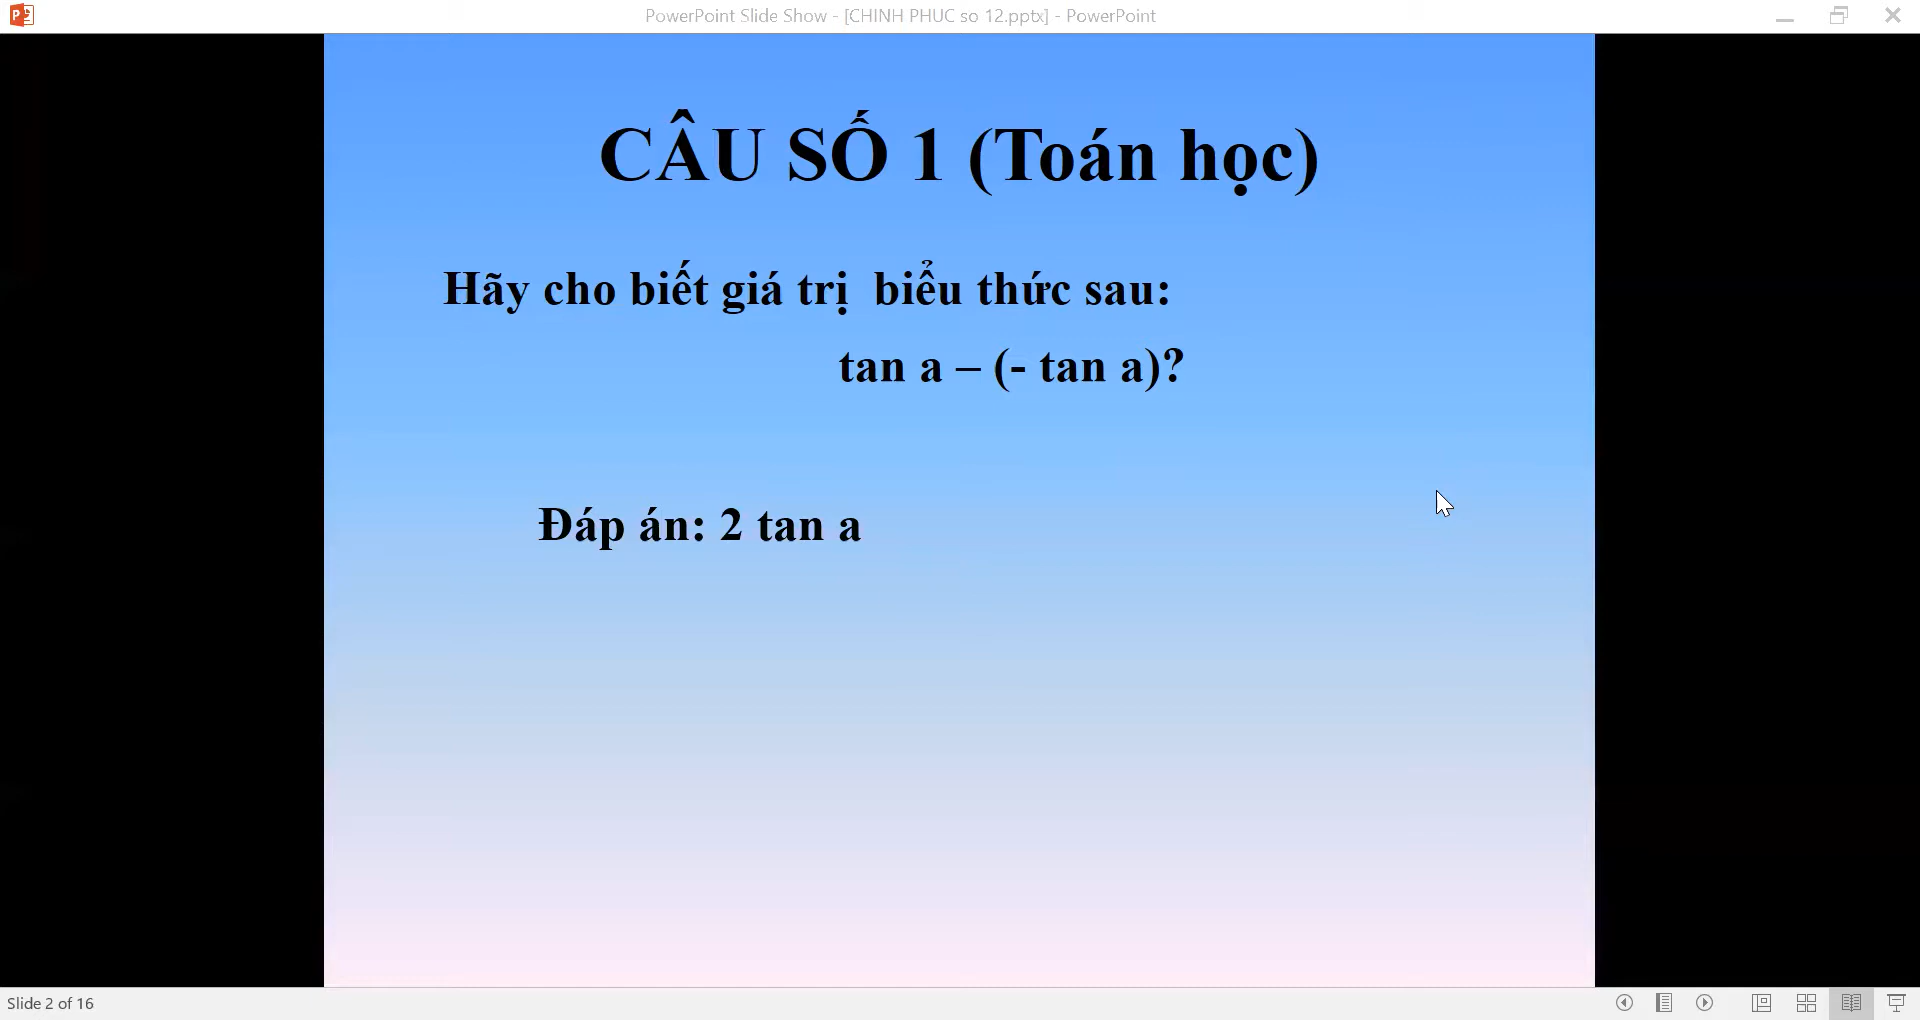 PowerPoint Slide Show - [CHINH PHUC so 12.pptx] - PowerPoint
CÂU SỐ 1 (Toán học)
Hãy cho biết giá trị biểu thức sau:
tan a – (- tan a)?
Đáp án: 2 tan a
Slide 2 of 16